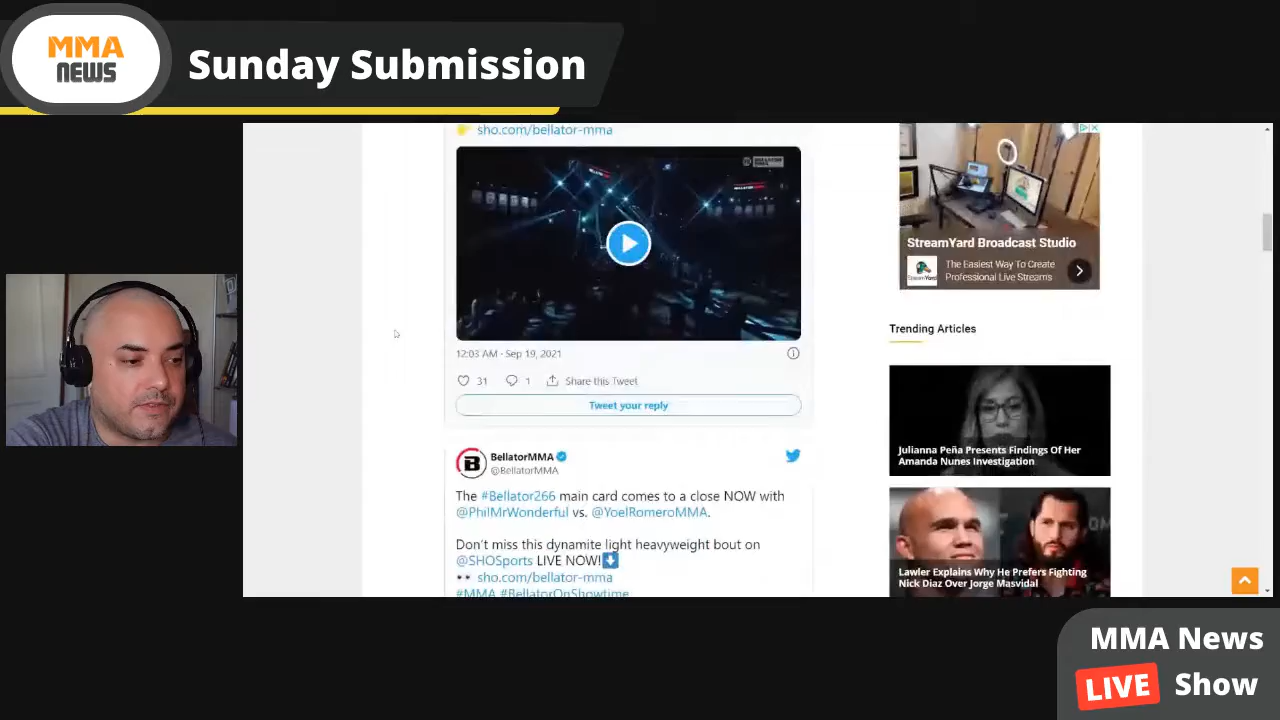 MMA
NEWS
Sunday Submission
sho.com/bellator-mma
12:03 AM · Sep 19, 2021
31
1
Share this Tweet
Tweet your reply
BellatorMMA
@BellatorMMA
The #Bellator266 main card comes to a close NOW with
@PhilMrWonderful vs. @YoelRomeroMMA.
Don't miss this dynamite light heavyweight bout on
@SHOSports LIVE NOW!
sho.com/bellator-mma
#MMA #BellatorOnShowtime
StreamYard Broadcast Studio
StreamYard
The Easiest Way To Create
Professional Live Streams
Trending Articles
Julianna Peña Presents Findings Of Her
Amanda Nunes Investigation
Lawler Explains Why He Prefers Fighting
Nick Diaz Over Jorge Masvidal
MMA News
LIVE Show